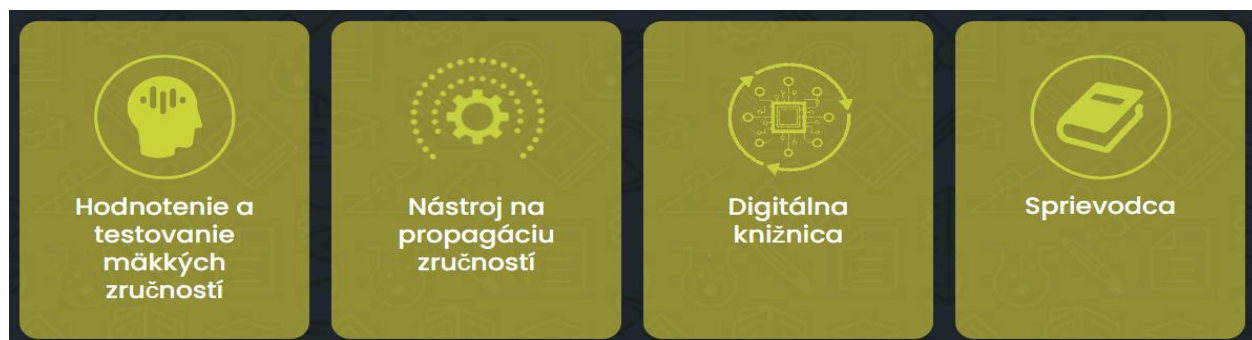 Hodnotenie a
testovanie
mäkkých
zručností
Nástroj na
propagáciu
zručností
Digitálna
knižnica
Sprievodca